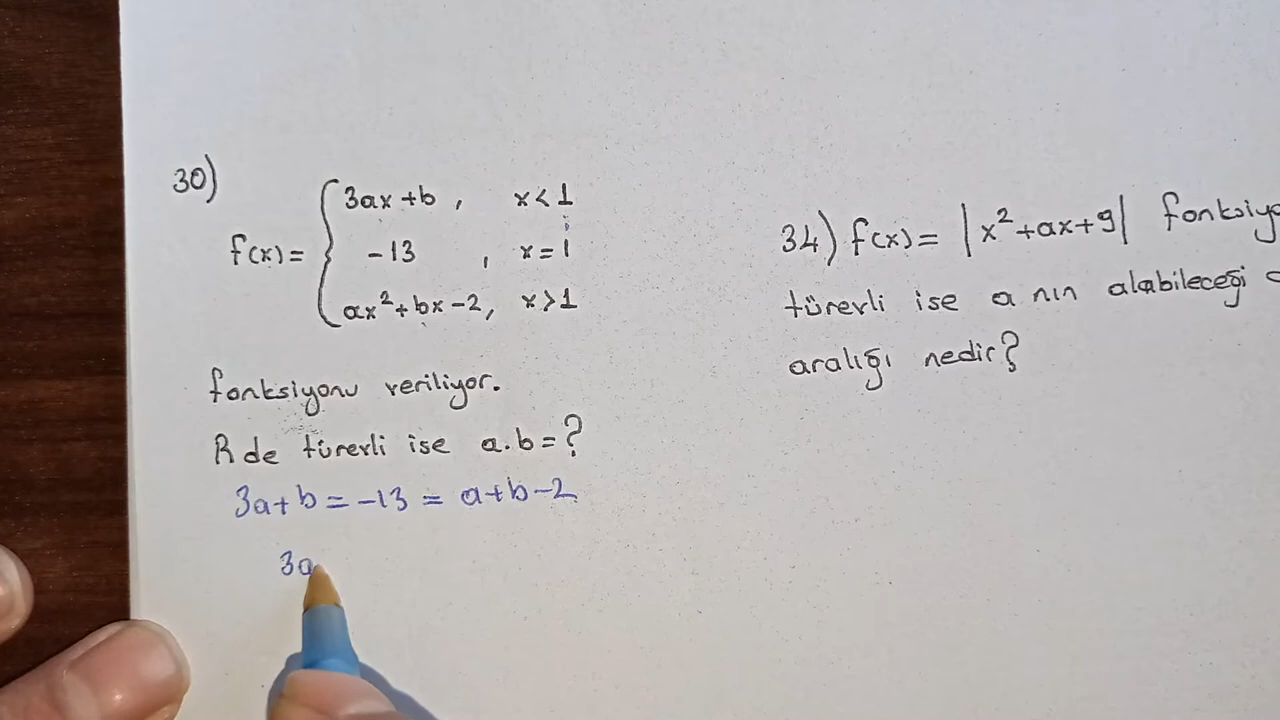 30)
f(x)= { 3ax+b , x<1
-13 , x=1
ax²+bx-2, x>1
fonksiyonu veriliyor.
R de türevli ise a.b=?
3a+b=-13=a+b-2
3a
34) f(x)= |x²+ax+9|
türevli ise a nın alabileceği
aralığı nedir?